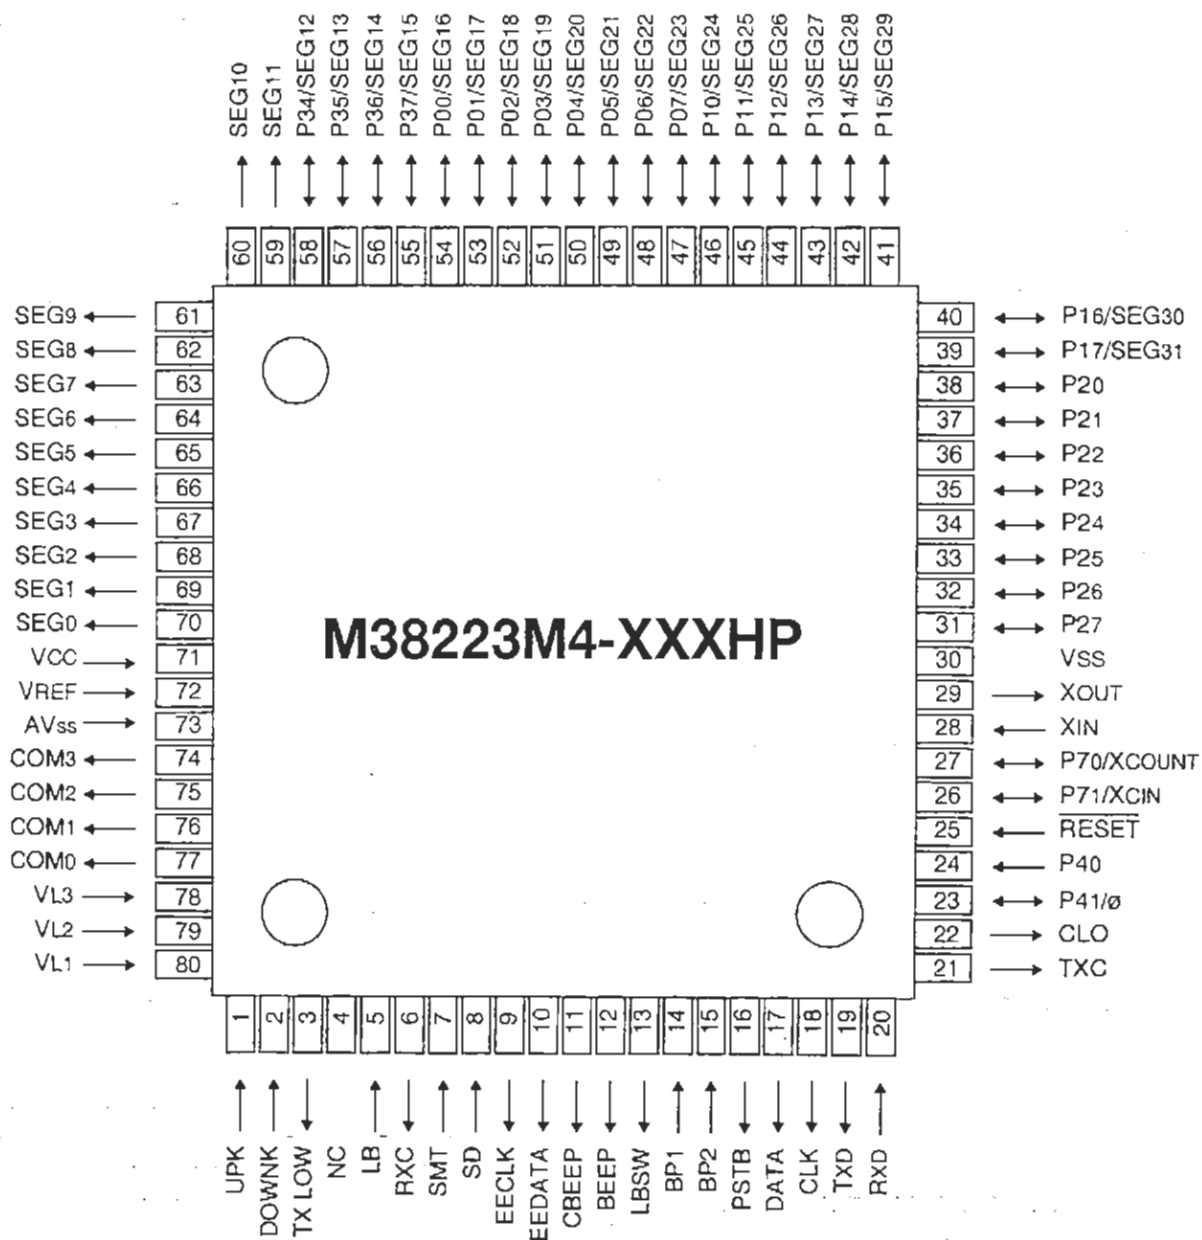 SEG10
SEG11
P34/SEG12
P35/SEG13
P36/SEG14
P37/SEG15
P00/SEG16
P01/SEG17
P02/SEG18
P03/SEG19
P04/SEG20
P05/SEG21
P06/SEG22
P07/SEG23
P10/SEG24
P11/SEG25
P12/SEG26
P13/SEG27
P14/SEG28
P15/SEG29
60 59 58 57 56 55 54 53 52 51 50 49 48 47 46 45 44 43 42 41
SEG9 61
SEG8 62
SEG7 63
SEG6 64
SEG5 65
SEG4 66
SEG3 67
SEG2 68
SEG1 69
SEG0 70
VCC 71
VREF 72
AVss 73
COM3 74
COM2 75
COM1 76
COM0 77
VL3 78
VL2 79
VL1 80
M38223M4-XXXHP
40 P16/SEG30
39 P17/SEG31
38 P20
37 P21
36 P22
35 P23
34 P24
33 P25
32 P26
31 P27
30 VSS
29 XOUT
28 XIN
27 P70/XCOUNT
26 P71/XCIN
25 RESET
24 P40
23 P41/ø
22 CLO
21 TXC
1 2 3 4 5 6 7 8 9 10 11 12 13 14 15 16 17 18 19 20
UPK
DOWNK
TX LOW
NC
LB
RXC
SMT
SD
EECLK
EEDATA
CBEEP
BEEP
LBSW
BP1
BP2
PSTB
DATA
CLK
TXD
RXD